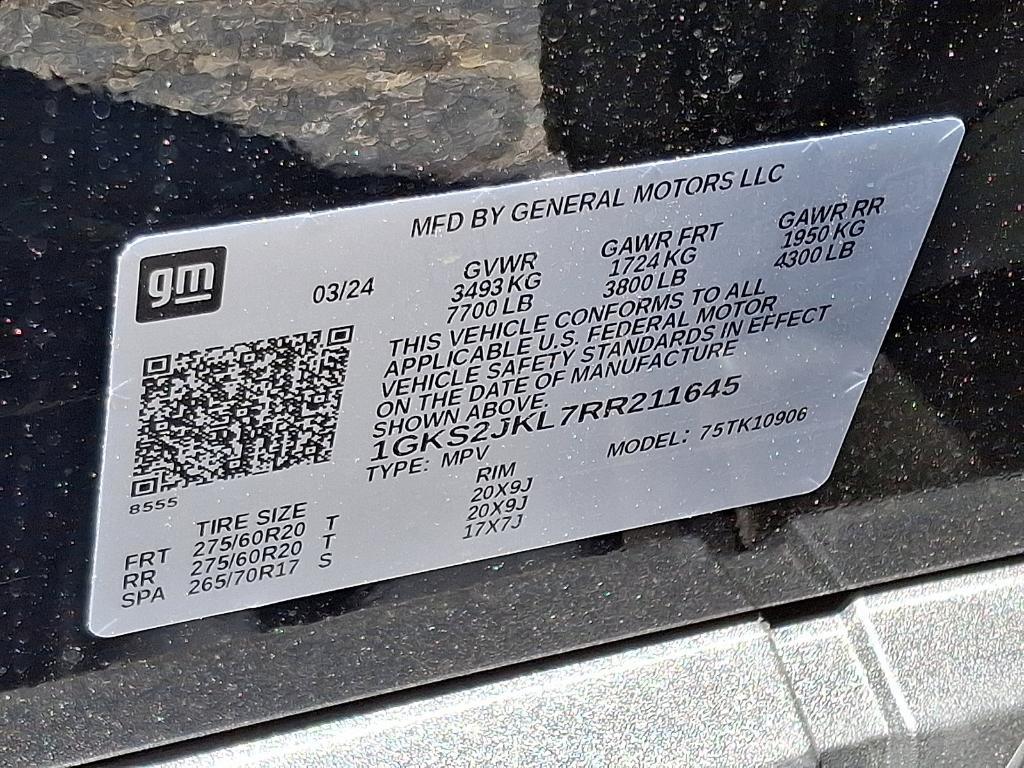 MFD BY GENERAL MOTORS LLC
gm
03/24
GVWR GAWR FRT GAWR RR
3493 KG 1724 KG 1950 KG
7700 LB 3800 LB 4300 LB
THIS VEHICLE CONFORMS TO ALL
APPLICABLE U.S. FEDERAL MOTOR
VEHICLE SAFETY STANDARDS IN EFFECT
ON THE DATE OF MANUFACTURE
SHOWN ABOVE.
1GKS2JKL7RR211645
TYPE: MPV MODEL: 75TK10906
8555
TIRE SIZE RIM
FRT 275/60R20 T 20X9J
RR 275/60R20 T 20X9J
SPA 265/70R17 S 17X7J